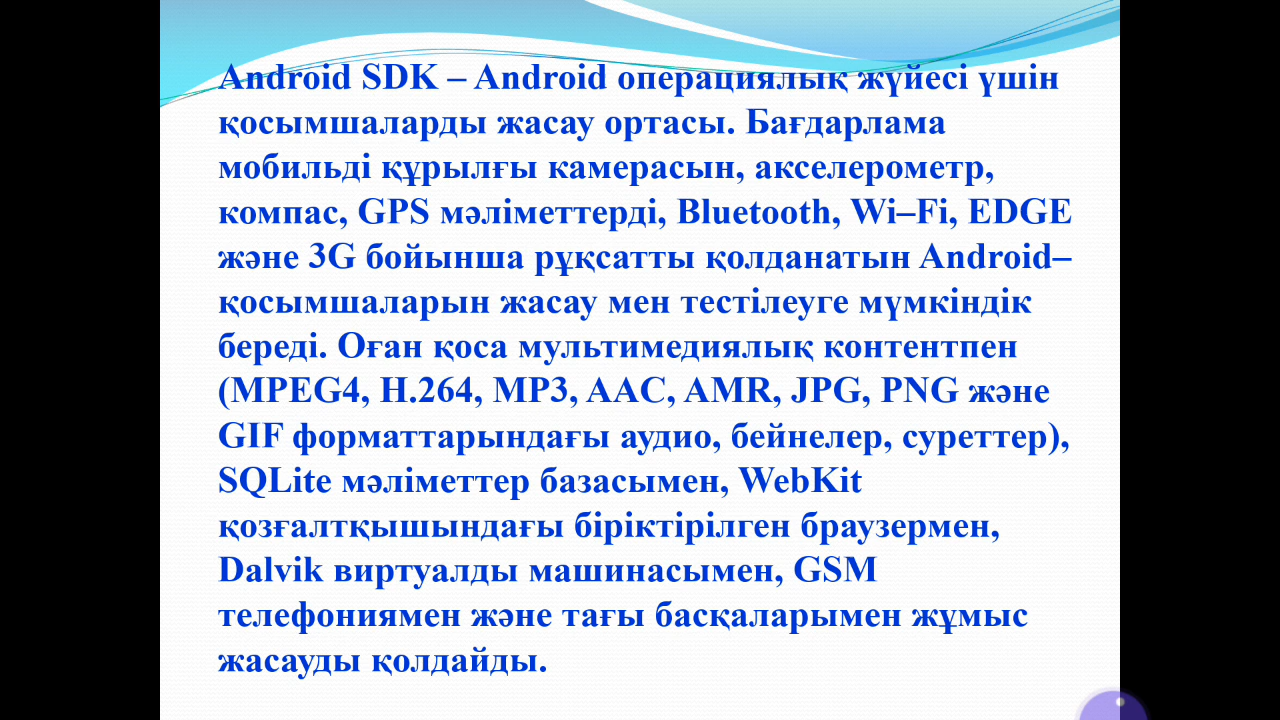 Android SDK – Android операциялық жүйесі үшін
қосымшаларды жасау ортасы. Бағдарлама
мобильді құрылғы камерасын, акселерометр,
компас, GPS мәліметтерді, Bluetooth, Wi–Fi, EDGE
және 3G бойынша рұқсатты қолданатын Android–
қосымшаларын жасау мен тестілеуге мүмкіндік
береді. Оған қоса мультимедиялық контентпен
(MPEG4, H.264, MP3, AAC, AMR, JPG, PNG және
GIF форматтарындағы аудио, бейнелер, суреттер),
SQLite мәліметтер базасымен, WebKit
қозғалтқышындағы біріктірілген браузермен,
Dalvik виртуалды машинасымен, GSM
телефониямен және тағы басқаларымен жұмыс
жасауды қолдайды.